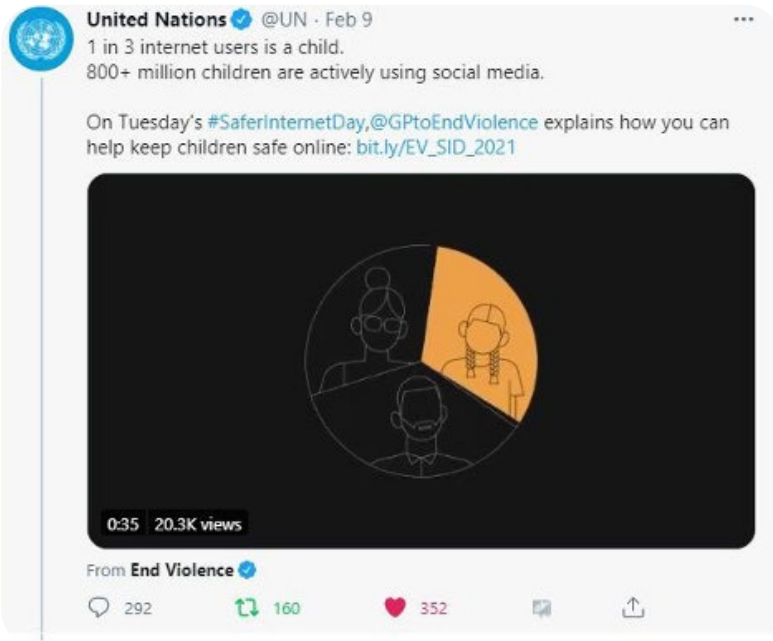 United Nations @UN · Feb 9
1 in 3 internet users is a child.
800+ million children are actively using social media.
On Tuesday's #SaferInternetDay,@GPtoEndViolence explains how you can
help keep children safe online: bit.ly/EV_SID_2021
0:35 20.3K views
From End Violence
292 160 352